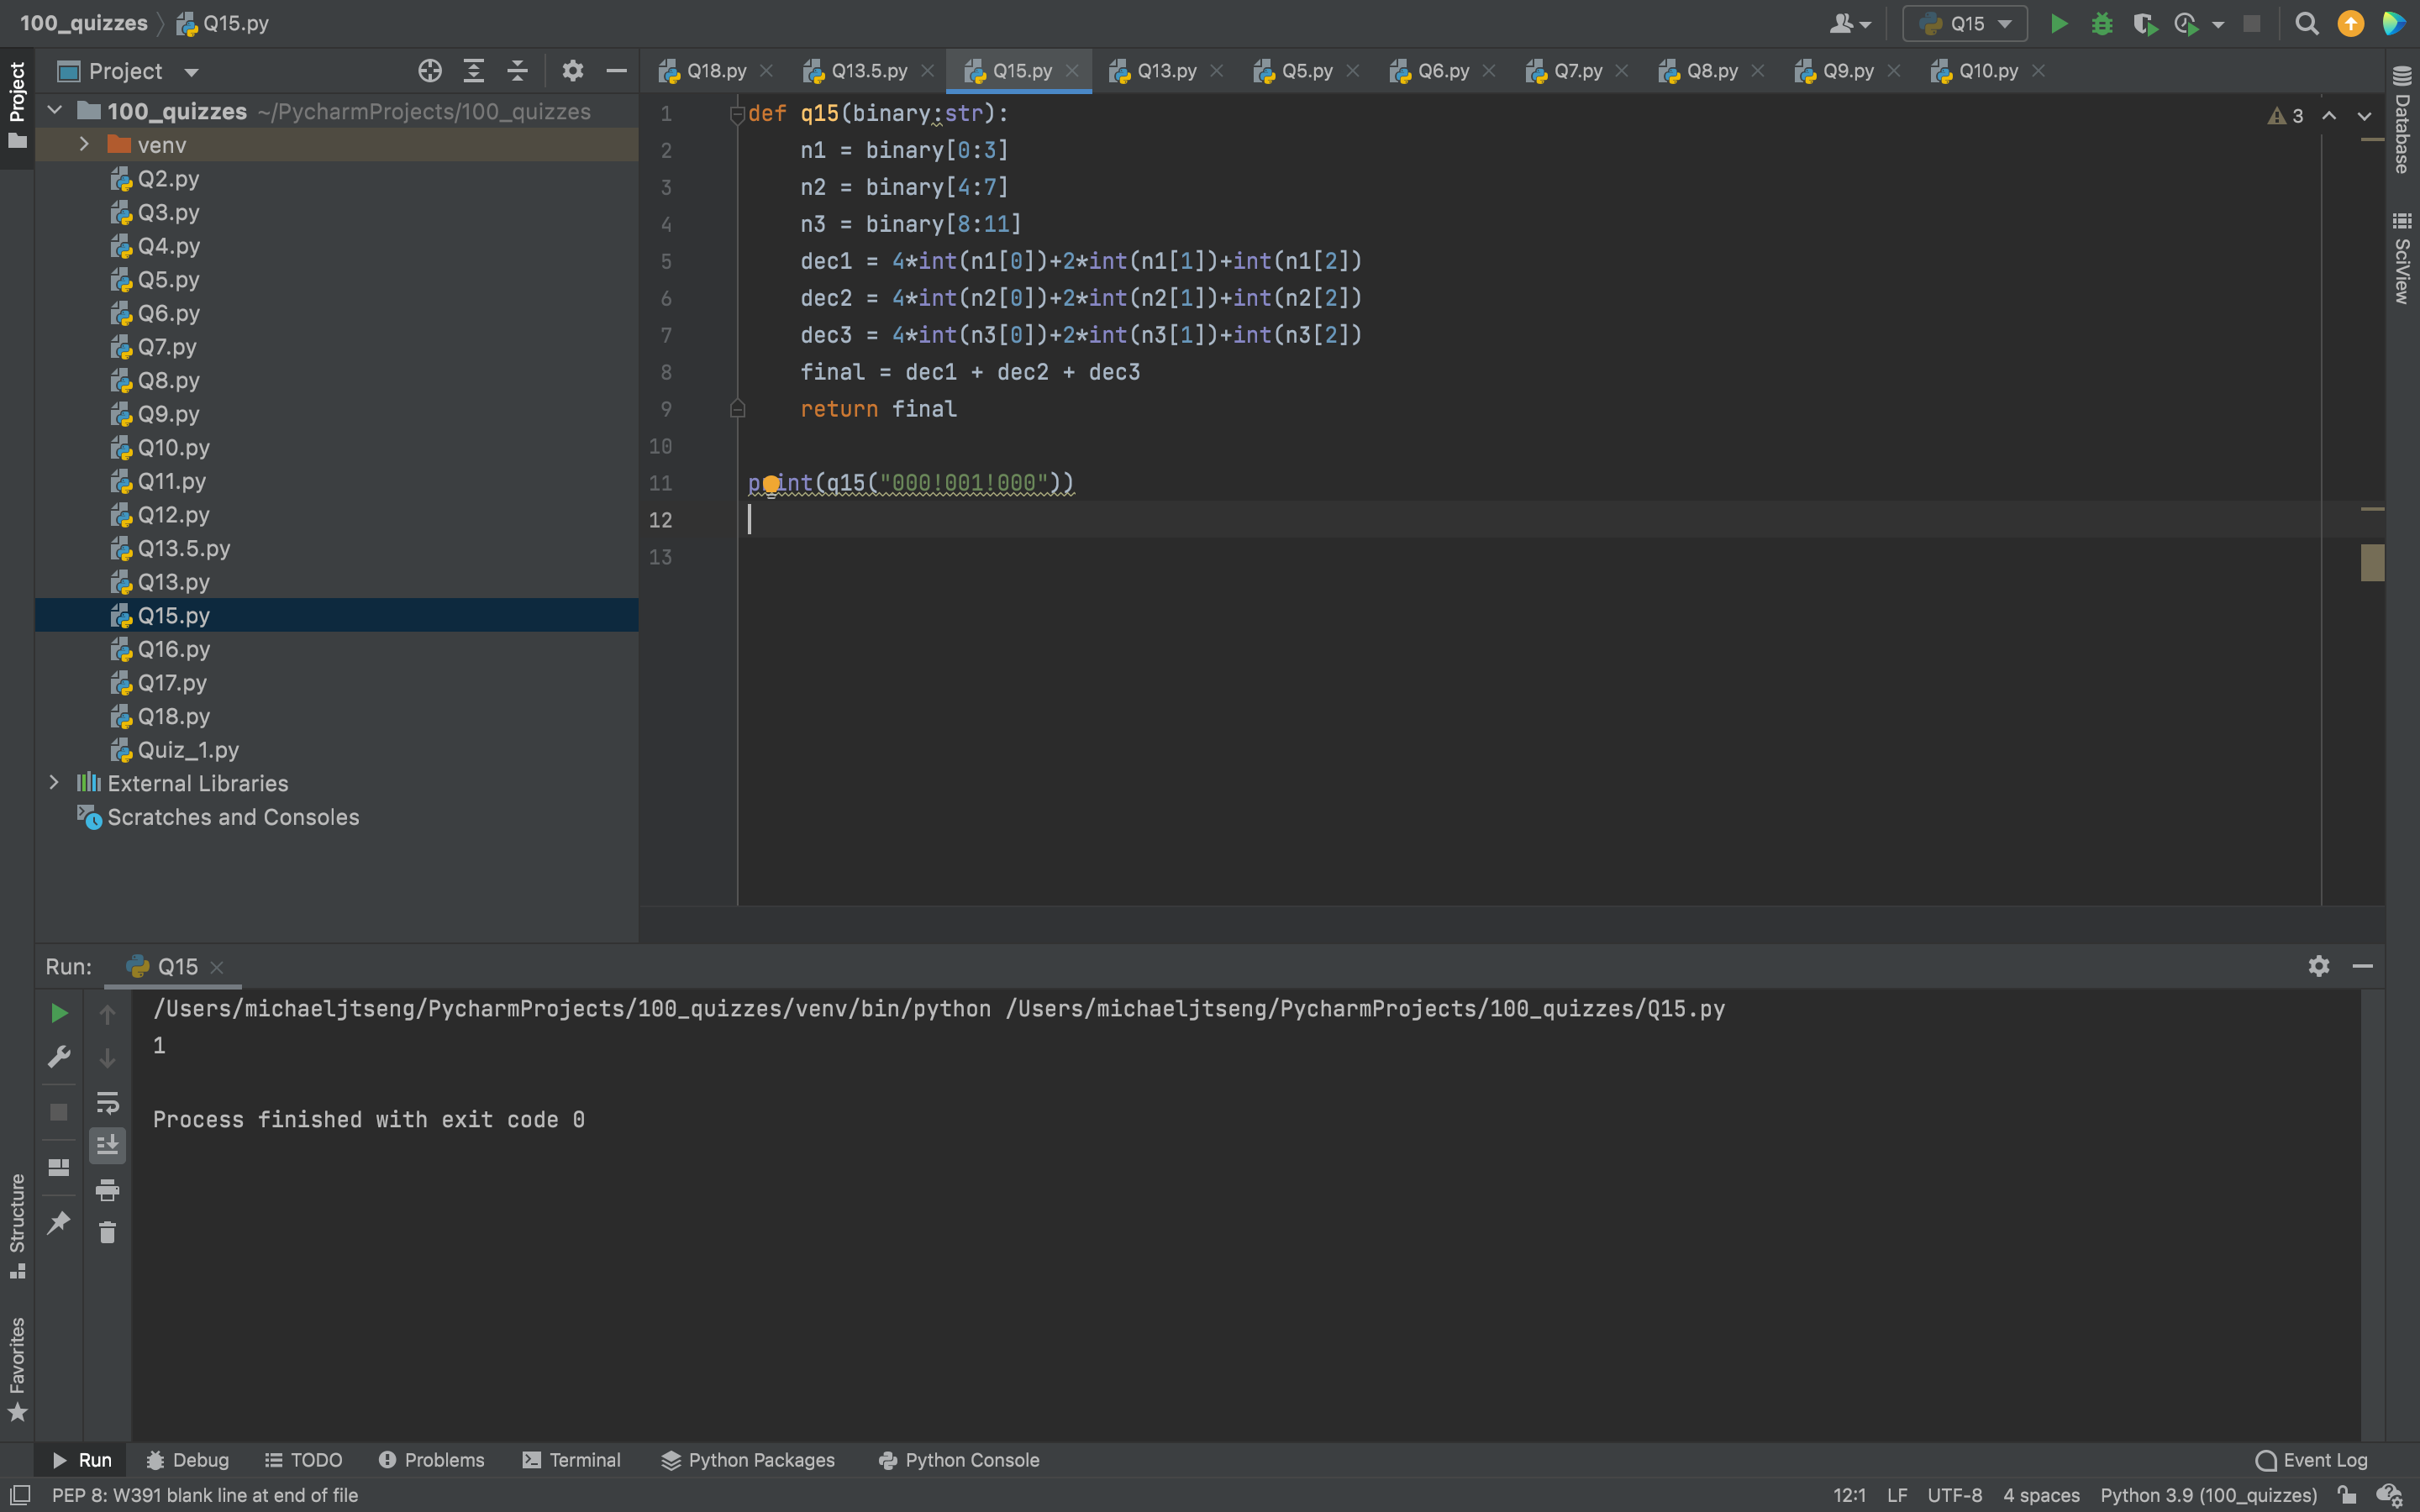 100_quizzes Q15.py
Q15
Project
Project
Q18.py Q13.5.py Q15.py Q13.py Q5.py Q6.py Q7.py Q8.py Q9.py Q10.py
Database
SciView
100_quizzes ~/PycharmProjects/100_quizzes
venv
Q2.py
Q3.py
Q4.py
Q5.py
Q6.py
Q7.py
Q8.py
Q9.py
Q10.py
Q11.py
Q12.py
Q13.5.py
Q13.py
Q15.py
Q16.py
Q17.py
Q18.py
Quiz_1.py
External Libraries
Scratches and Consoles
3
1 def q15(binary:str):
2 n1 = binary[0:3]
3 n2 = binary[4:7]
4 n3 = binary[8:11]
5 dec1 = 4*int(n1[0])+2*int(n1[1])+int(n1[2])
6 dec2 = 4*int(n2[0])+2*int(n2[1])+int(n2[2])
7 dec3 = 4*int(n3[0])+2*int(n3[1])+int(n3[2])
8 final = dec1 + dec2 + dec3
9 return final
10
11 print(q15("000!001!000"))
12
13
Run: Q15
/Users/michaeljtseng/PycharmProjects/100_quizzes/venv/bin/python /Users/michaeljtseng/PycharmProjects/100_quizzes/Q15.py
1
Process finished with exit code 0
Structure
Favorites
Run Debug TODO Problems Terminal Python Packages Python Console Event Log
PEP 8: W391 blank line at end of file 12:1 LF UTF-8 4 spaces Python 3.9 (100_quizzes)